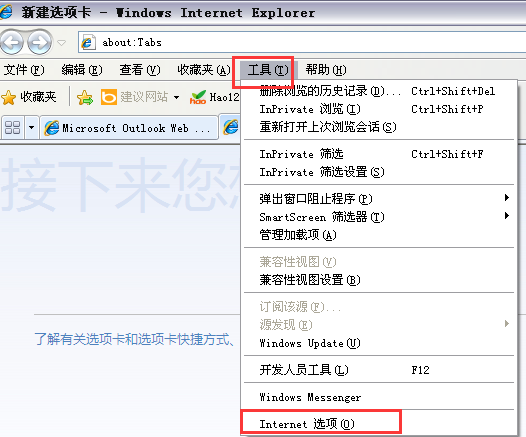 新建选项卡 - Windows Internet Explorer
about:Tabs
文件(F) 编辑(E) 查看(V) 收藏夹(A) 工具(T) 帮助(H)
收藏夹 建议网站 Hao12
Microsoft Outlook Web ...
接下来您
了解有关选项卡和选项卡快捷方式、
删除浏览的历史记录(D)... Ctrl+Shift+Del
InPrivate 浏览(I) Ctrl+Shift+P
重新打开上次浏览会话(S)
InPrivate 筛选 Ctrl+Shift+F
InPrivate 筛选设置(S)
弹出窗口阻止程序(P)
SmartScreen 筛选器(T)
管理加载项(A)
兼容性视图(V)
兼容性视图设置(B)
订阅该源(F)...
源发现(E)
Windows Update(U)
开发人员工具(L) F12
Windows Messenger
Internet 选项(O)